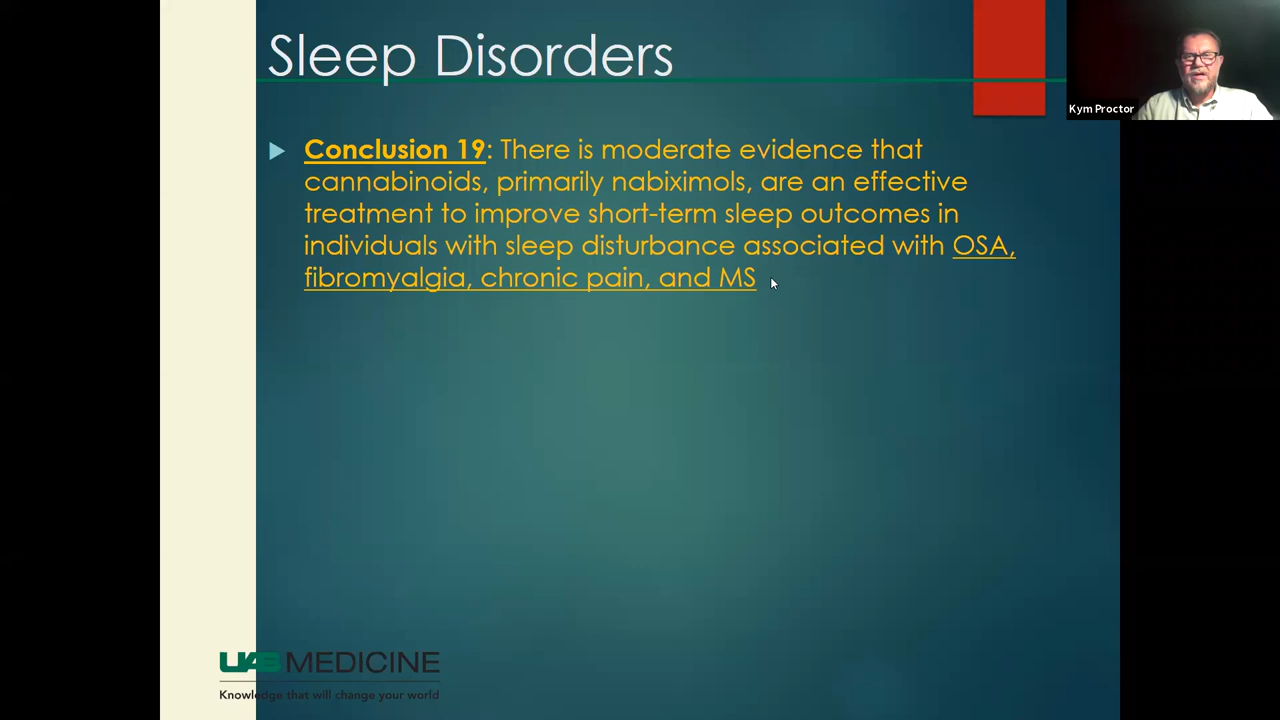 Sleep Disorders
Kym Proctor
Conclusion 19: There is moderate evidence that
cannabinoids, primarily nabiximols, are an effective
treatment to improve short-term sleep outcomes in
individuals with sleep disturbance associated with OSA,
fibromyalgia, chronic pain, and MS
UAB MEDICINE
Knowledge that will change your world